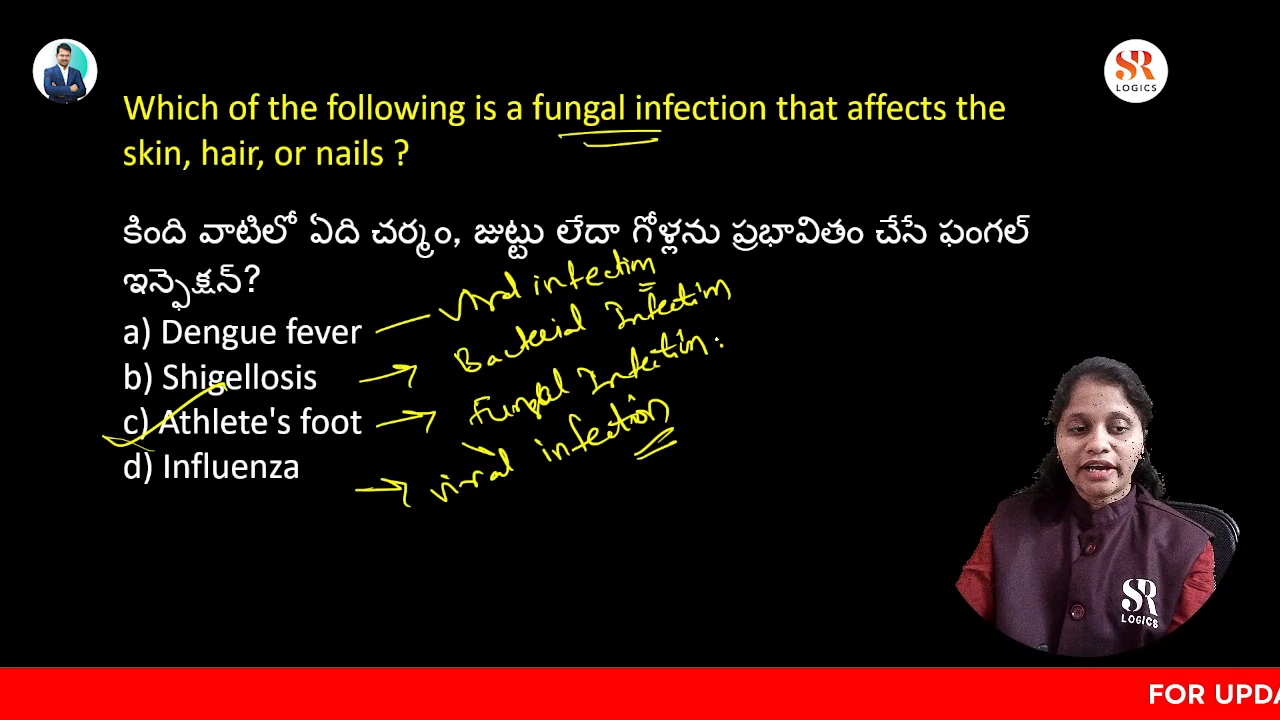 SR
LOGICS
Which of the following is a fungal infection that affects the
skin, hair, or nails ?
కింది వాటిలో ఏది చర్మం, జుట్టు లేదా గోళ్లను ప్రభావితం చేసే ఫంగల్
ఇన్ఫెక్షన్?
a) Dengue fever
Viral infection
b) Shigellosis
Bacterial Infection
c) Athlete's foot
Fungal Infection.
d) Influenza
viral infection
SR
LOGICS
FOR UPDA